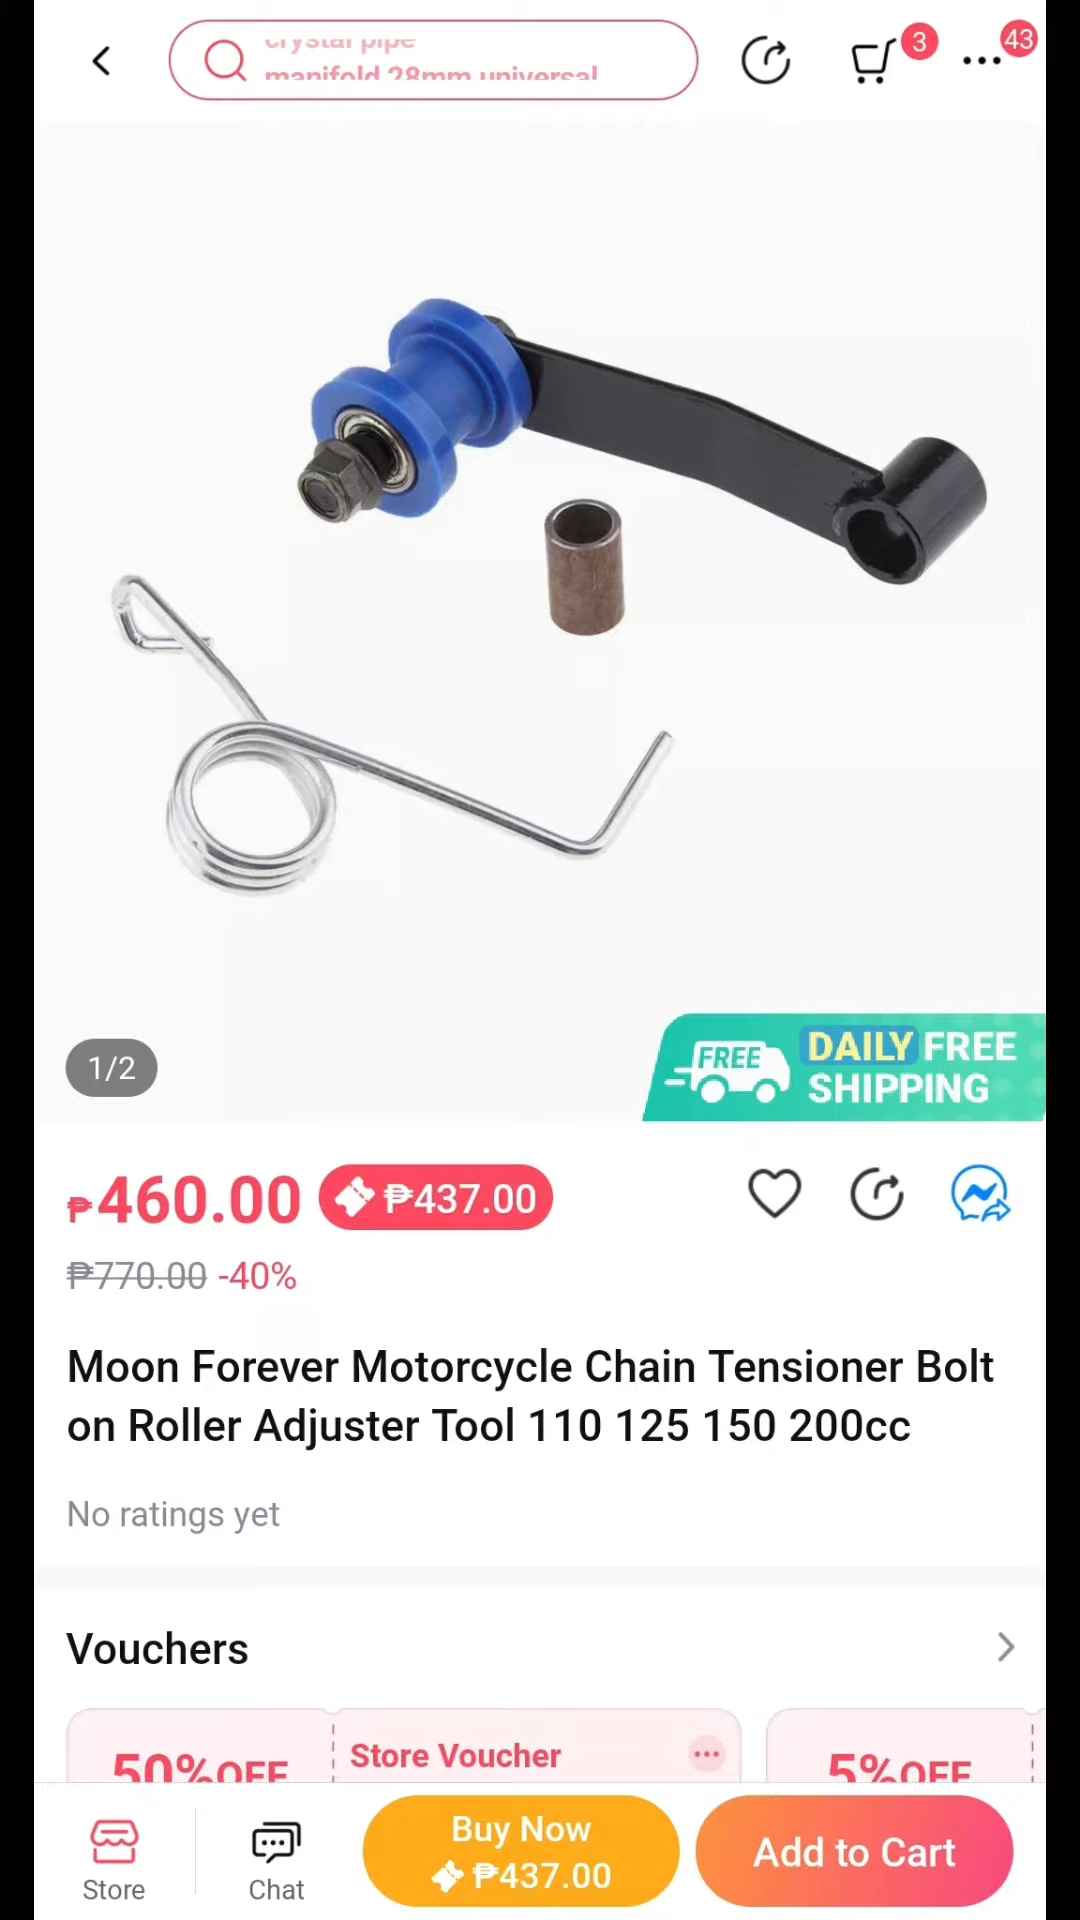 crystal pipe
manifold 28mm universal
3
43
1/2
FREE
DAILY FREE
SHIPPING
₱460.00
₱437.00
₱770.00 -40%
Moon Forever Motorcycle Chain Tensioner Bolt
on Roller Adjuster Tool 110 125 150 200cc
No ratings yet
Vouchers
50%OFF
Store Voucher
5%OFF
Store
Chat
Buy Now
₱437.00
Add to Cart